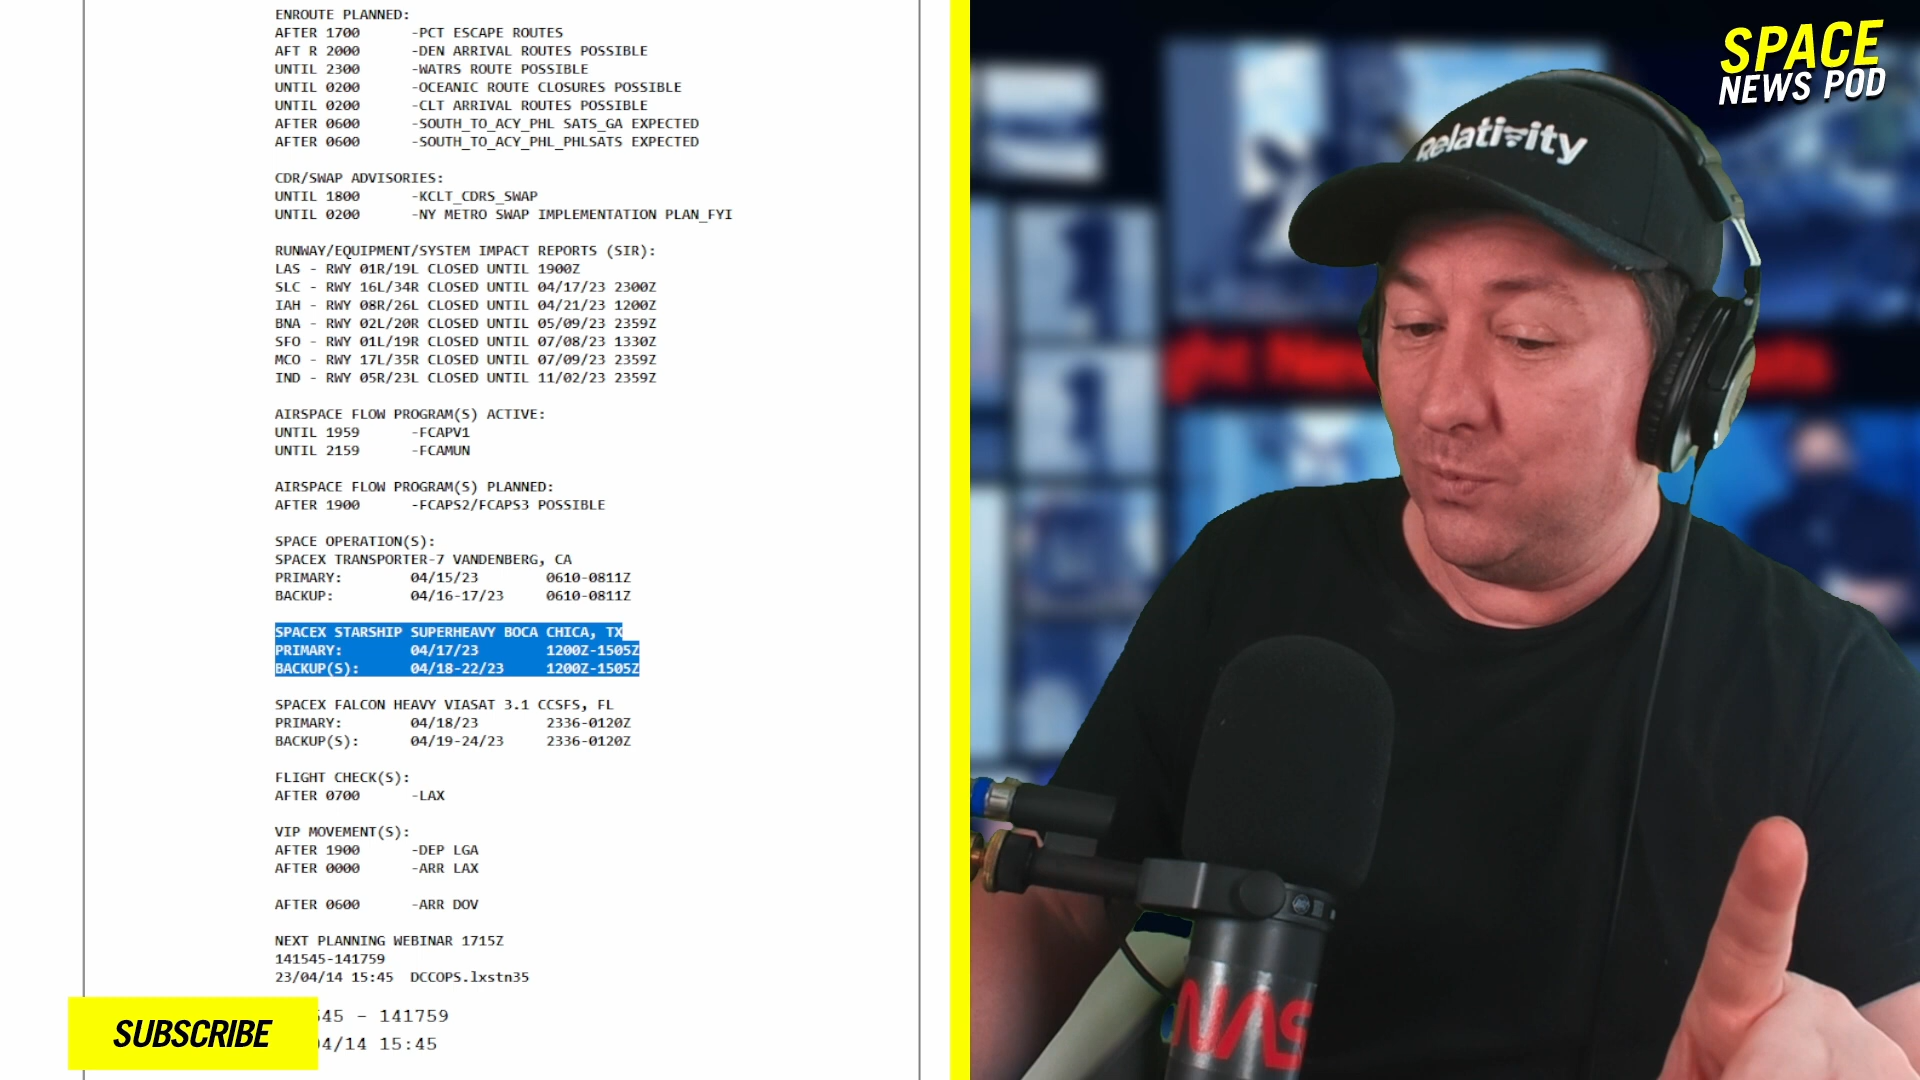 ENROUTE PLANNED:
AFTER 1700 -PCT ESCAPE ROUTES
AFT R 2000 -DEN ARRIVAL ROUTES POSSIBLE
UNTIL 2300 -WATRS ROUTE POSSIBLE
UNTIL 0200 -OCEANIC ROUTE CLOSURES POSSIBLE
UNTIL 0200 -CLT ARRIVAL ROUTES POSSIBLE
AFTER 0600 -SOUTH_TO_ACY_PHL SATS_GA EXPECTED
AFTER 0600 -SOUTH_TO_ACY_PHL_PHLSATS EXPECTED
CDR/SWAP ADVISORIES:
UNTIL 1800 -KCLT_CDRS_SWAP
UNTIL 0200 -NY METRO SWAP IMPLEMENTATION PLAN_FYI
RUNWAY/EQUIPMENT/SYSTEM IMPACT REPORTS (SIR):
LAS - RWY 01R/19L CLOSED UNTIL 1900Z
SLC - RWY 16L/34R CLOSED UNTIL 04/17/23 2300Z
IAH - RWY 08R/26L CLOSED UNTIL 04/21/23 1200Z
BNA - RWY 02L/20R CLOSED UNTIL 05/09/23 2359Z
SFO - RWY 01L/19R CLOSED UNTIL 07/08/23 1330Z
MCO - RWY 17L/35R CLOSED UNTIL 07/09/23 2359Z
IND - RWY 05R/23L CLOSED UNTIL 11/02/23 2359Z
AIRSPACE FLOW PROGRAM(S) ACTIVE:
UNTIL 1959 -FCAPV1
UNTIL 2159 -FCAMUN
AIRSPACE FLOW PROGRAM(S) PLANNED:
AFTER 1900 -FCAPS2/FCAPS3 POSSIBLE
SPACE OPERATION(S):
SPACEX TRANSPORTER-7 VANDENBERG, CA
PRIMARY: 04/15/23 0610-0811Z
BACKUP: 04/16-17/23 0610-0811Z
SPACEX STARSHIP SUPERHEAVY BOCA CHICA, TX
PRIMARY: 04/17/23 1200Z-1505Z
BACKUP(S): 04/18-22/23 1200Z-1505Z
SPACEX FALCON HEAVY VIASAT 3.1 CCSFS, FL
PRIMARY: 04/18/23 2336-0120Z
BACKUP(S): 04/19-24/23 2336-0120Z
FLIGHT CHECK(S):
AFTER 0700 -LAX
VIP MOVEMENT(S):
AFTER 1900 -DEP LGA
AFTER 0000 -ARR LAX
AFTER 0600 -ARR DOV
NEXT PLANNING WEBINAR 1715Z
141545-141759
23/04/14 15:45 DCCOPS.lxstn35
545 - 141759
04/14 15:45
SUBSCRIBE
SPACE
NEWS POD
Relativity
NAS